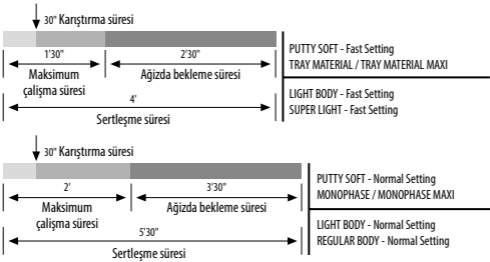 30" Karıştırma süresi
1'30"
2'30"
Maksimum
çalışma süresi
Ağizda bekleme süresi
4'
Sertleşme süresi
PUTTY SOFT - Fast Setting
TRAY MATERIAL / TRAY MATERIAL MAXI
LIGHT BODY - Fast Setting
SUPER LIGHT - Fast Setting
30" Karıştırma süresi
2'
3'30"
Maksimum
çalışma süresi
Ağızda bekleme süresi
5'30"
Sertleşme süresi
PUTTY SOFT - Normal Setting
MONOPHASE / MONOPHASE MAXI
LIGHT BODY - Normal Setting
REGULAR BODY - Normal Setting